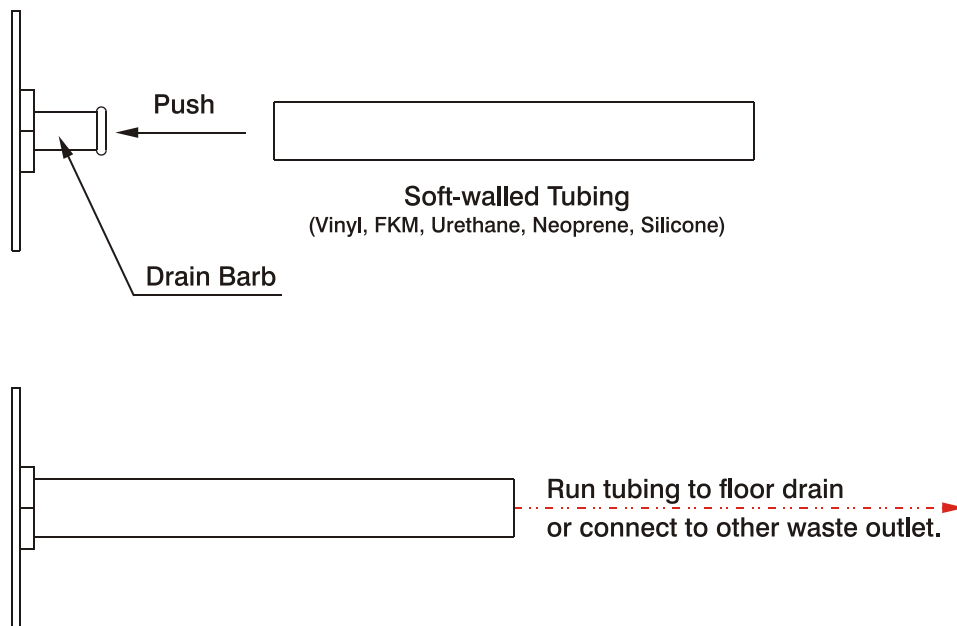 Push
Soft-walled Tubing
(Vinyl, FKM, Urethane, Neoprene, Silicone)
Drain Barb
Run tubing to floor drain
or connect to other waste outlet.